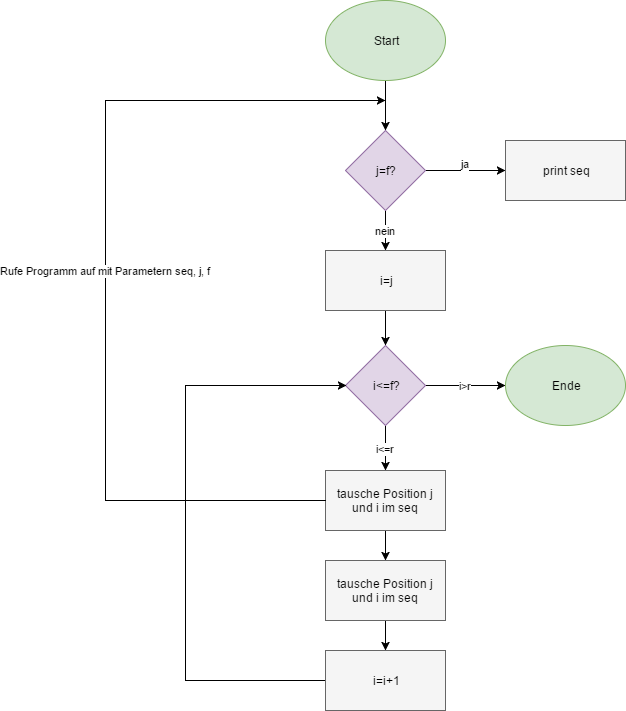 Start
j=f?
ja
print seq
nein
Rufe Programm auf mit Parametern seq, j, f
i=j
i<=f?
i>r
Ende
i<=r
tausche Position j
und i im seq
tausche Position j
und i im seq
i=i+1